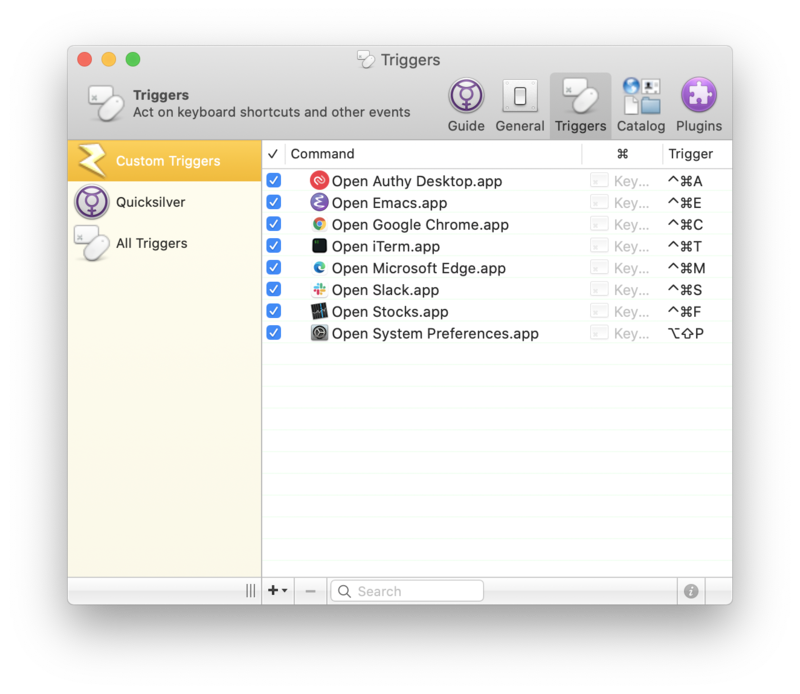 Triggers
Triggers
Act on keyboard shortcuts and other events
Guide General Triggers Catalog Plugins
Custom Triggers
Quicksilver
All Triggers
✓ Command ⌘ Trigger
Open Authy Desktop.app Key... ^⌘A
Open Emacs.app Key... ^⌘E
Open Google Chrome.app Key... ^⌘C
Open iTerm.app Key... ^⌘T
Open Microsoft Edge.app Key... ^⌘M
Open Slack.app Key... ^⌘S
Open Stocks.app Key... ^⌘F
Open System Preferences.app Key... ⌥⇧P
Search